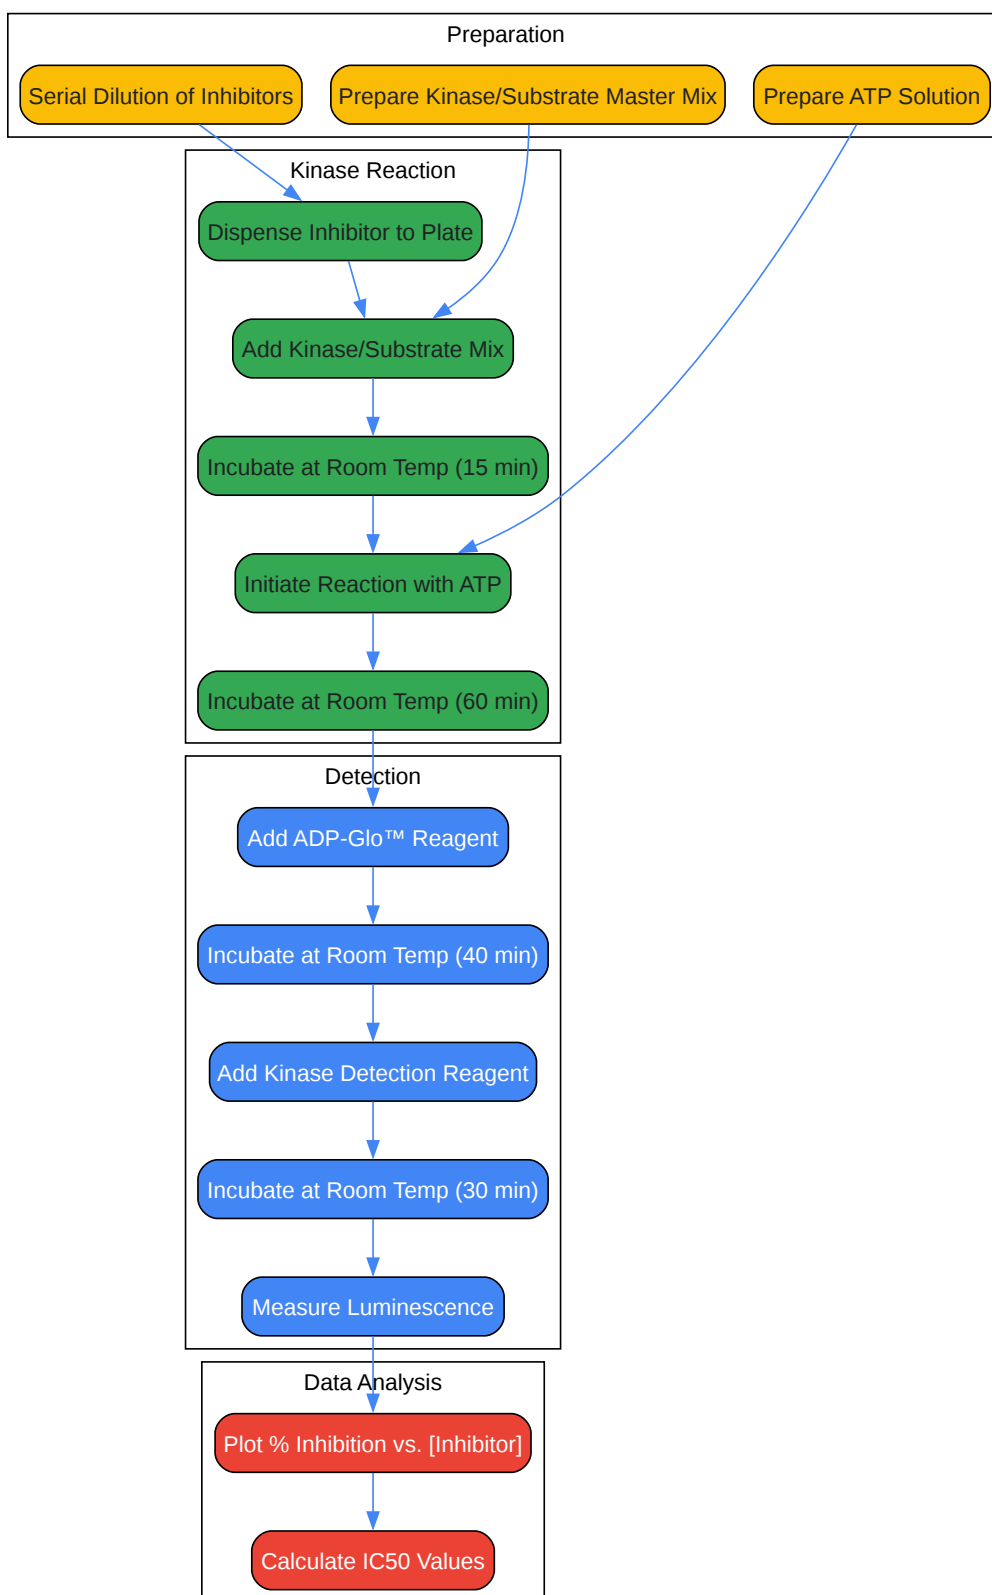 Preparation
Serial Dilution of Inhibitors
Prepare Kinase/Substrate Master Mix
Prepare ATP Solution
Kinase Reaction
Dispense Inhibitor to Plate
Add Kinase/Substrate Mix
Incubate at Room Temp (15 min)
Initiate Reaction with ATP
Incubate at Room Temp (60 min)
Detection
Add ADP-Glo™ Reagent
Incubate at Room Temp (40 min)
Add Kinase Detection Reagent
Incubate at Room Temp (30 min)
Measure Luminescence
Data Analysis
Plot % Inhibition vs. [Inhibitor]
Calculate IC50 Values